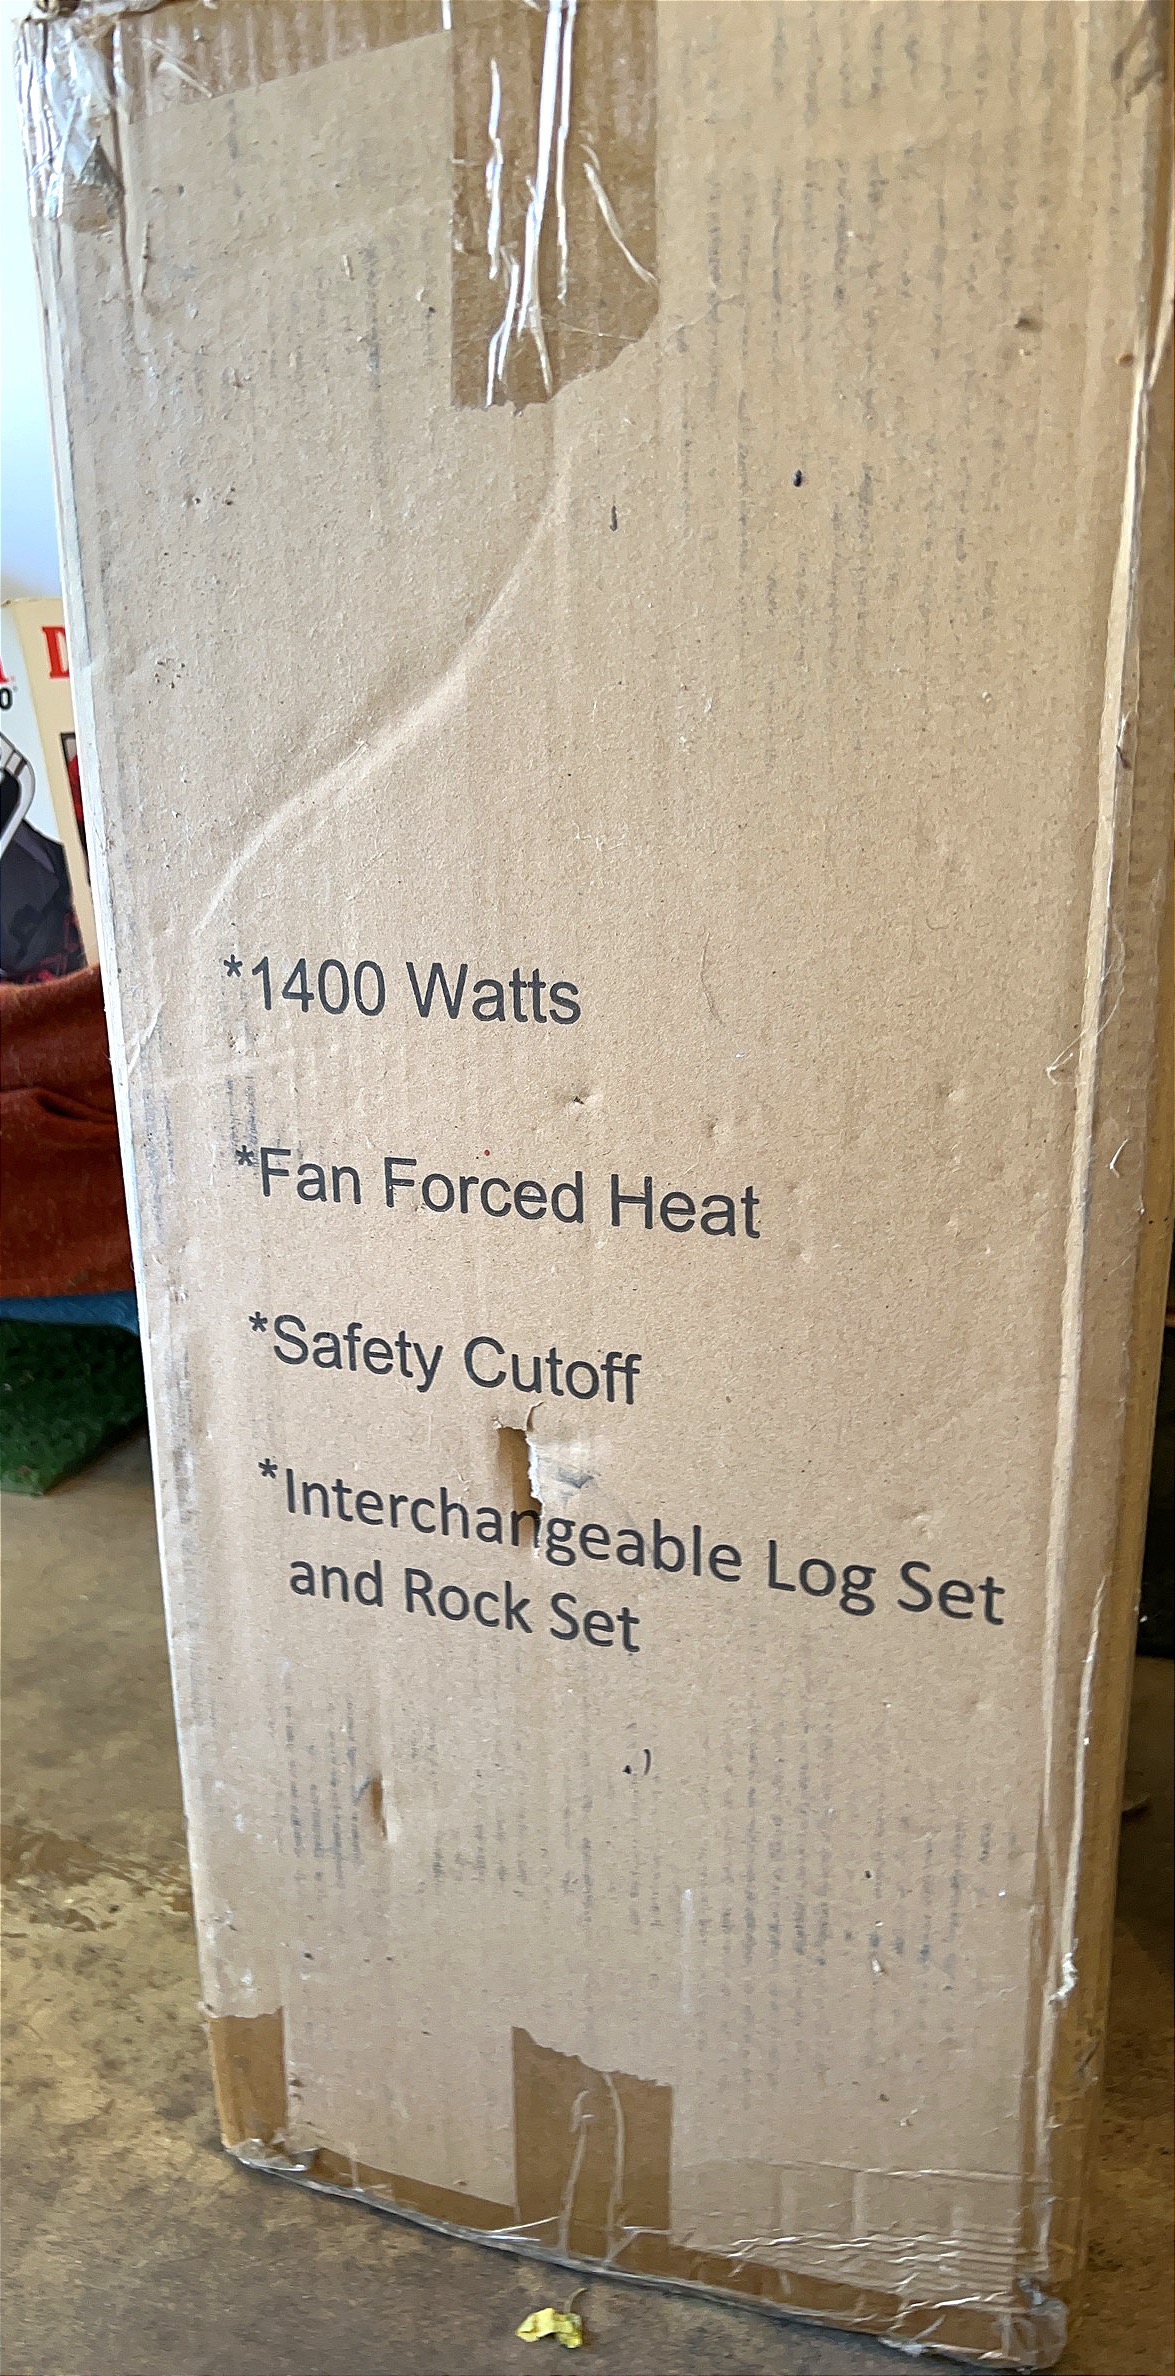 *1400 Watts
*Fan Forced Heat
*Safety Cutoff
*Interchangeable Log Set
and Rock Set